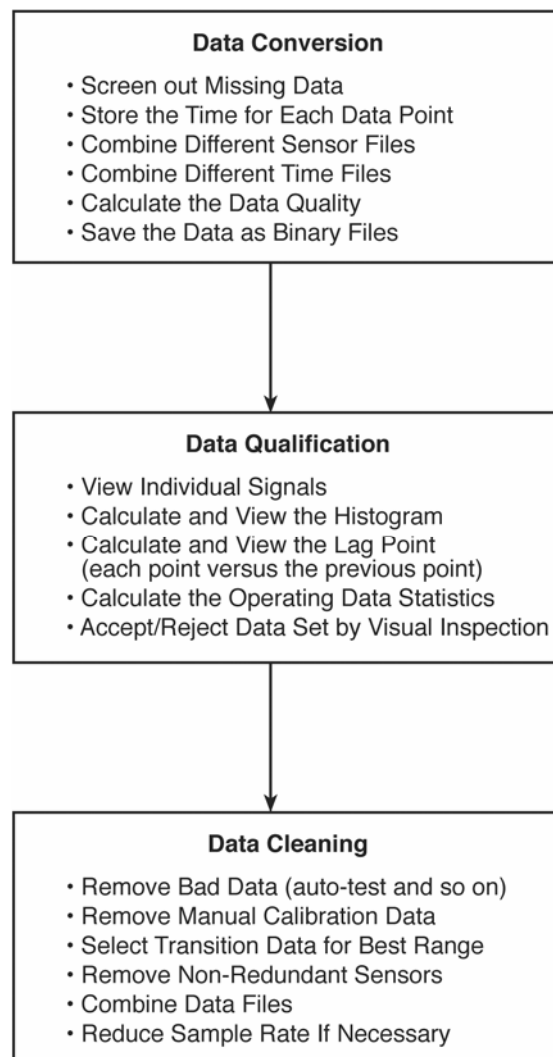 Data Conversion
• Screen out Missing Data
• Store the Time for Each Data Point
• Combine Different Sensor Files
• Combine Different Time Files
• Calculate the Data Quality
• Save the Data as Binary Files
Data Qualification
• View Individual Signals
• Calculate and View the Histogram
• Calculate and View the Lag Point
(each point versus the previous point)
• Calculate the Operating Data Statistics
• Accept/Reject Data Set by Visual Inspection
Data Cleaning
• Remove Bad Data (auto-test and so on)
• Remove Manual Calibration Data
• Select Transition Data for Best Range
• Remove Non-Redundant Sensors
• Combine Data Files
• Reduce Sample Rate If Necessary